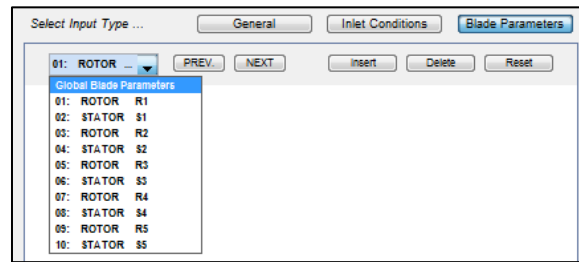 Select Input Type ... General Inlet Conditions Blade Parameters
01: ROTOR ... PREV. NEXT Insert Delete Reset
Global Blade Parameters
01: ROTOR R1
02: STATOR S1
03: ROTOR R2
04: STATOR S2
05: ROTOR R3
06: STATOR S3
07: ROTOR R4
08: STATOR S4
09: ROTOR R5
10: STATOR S5